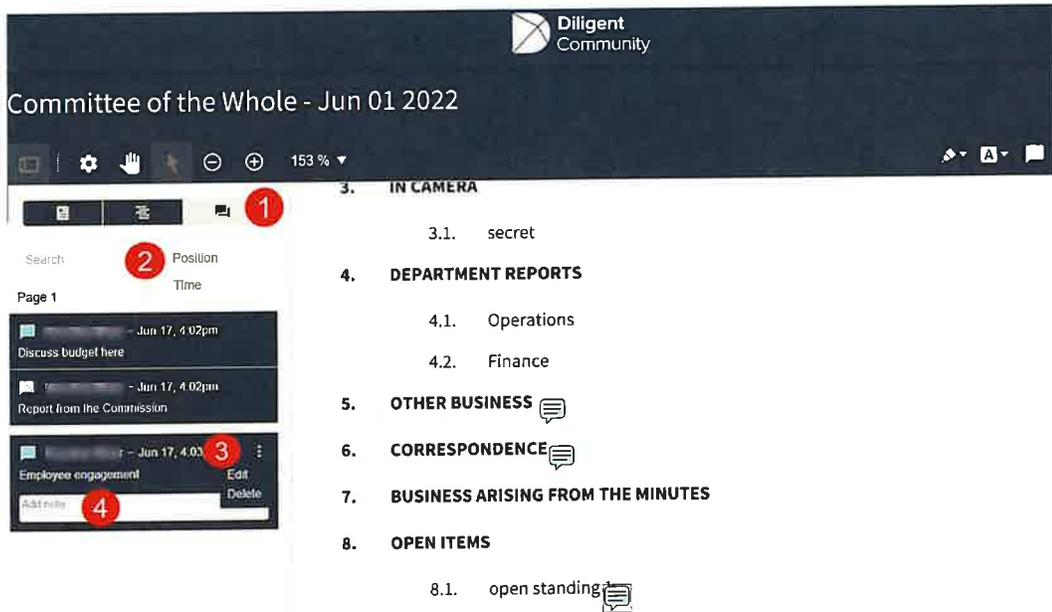 Diligent
Community
Committee of the Whole - Jun 01 2022
153 %
1
Search
2
Position
Time
Page 1
- Jun 17, 4:02pm
Discuss budget here
- Jun 17, 4:02pm
Report from the Commission
- Jun 17, 4:03
3
Employee engagement
Edit
Delete
Add note
4
3. IN CAMERA
3.1. secret
4. DEPARTMENT REPORTS
4.1. Operations
4.2. Finance
5. OTHER BUSINESS
6. CORRESPONDENCE
7. BUSINESS ARISING FROM THE MINUTES
8. OPEN ITEMS
8.1. open standing
A